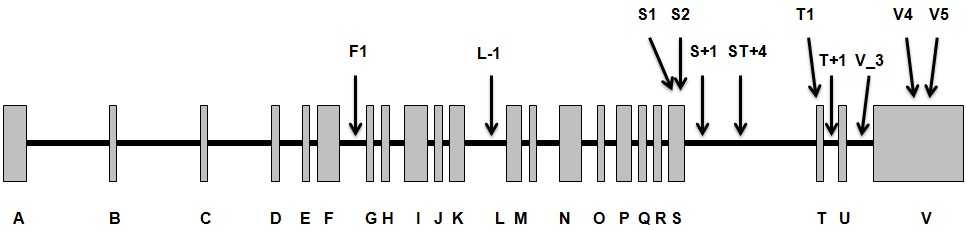 S1 S2 T1 V4 V5
F1 L-1 S+1 ST+4 T+1 V_3
A B C D E F G H I J K L M N O P Q R S T U V